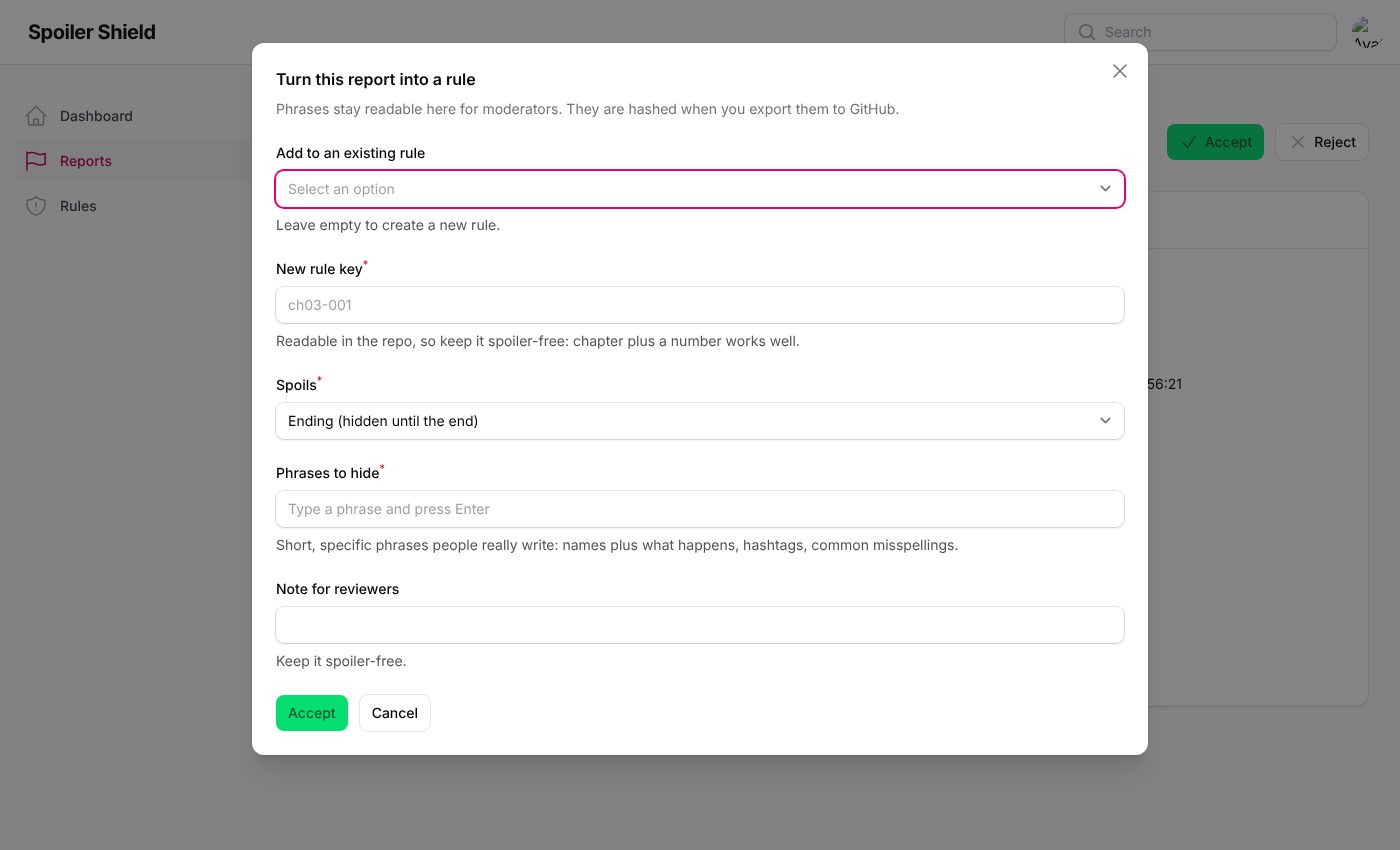 Spoiler Shield
Search
Dashboard
Reports
Rules
Accept
Reject
56:21
Turn this report into a rule
Phrases stay readable here for moderators. They are hashed when you export them to GitHub.
Add to an existing rule
Select an option
Leave empty to create a new rule.
New rule key*
ch03-001
Readable in the repo, so keep it spoiler-free: chapter plus a number works well.
Spoils*
Ending (hidden until the end)
Phrases to hide*
Type a phrase and press Enter
Short, specific phrases people really write: names plus what happens, hashtags, common misspellings.
Note for reviewers
Keep it spoiler-free.
Accept
Cancel